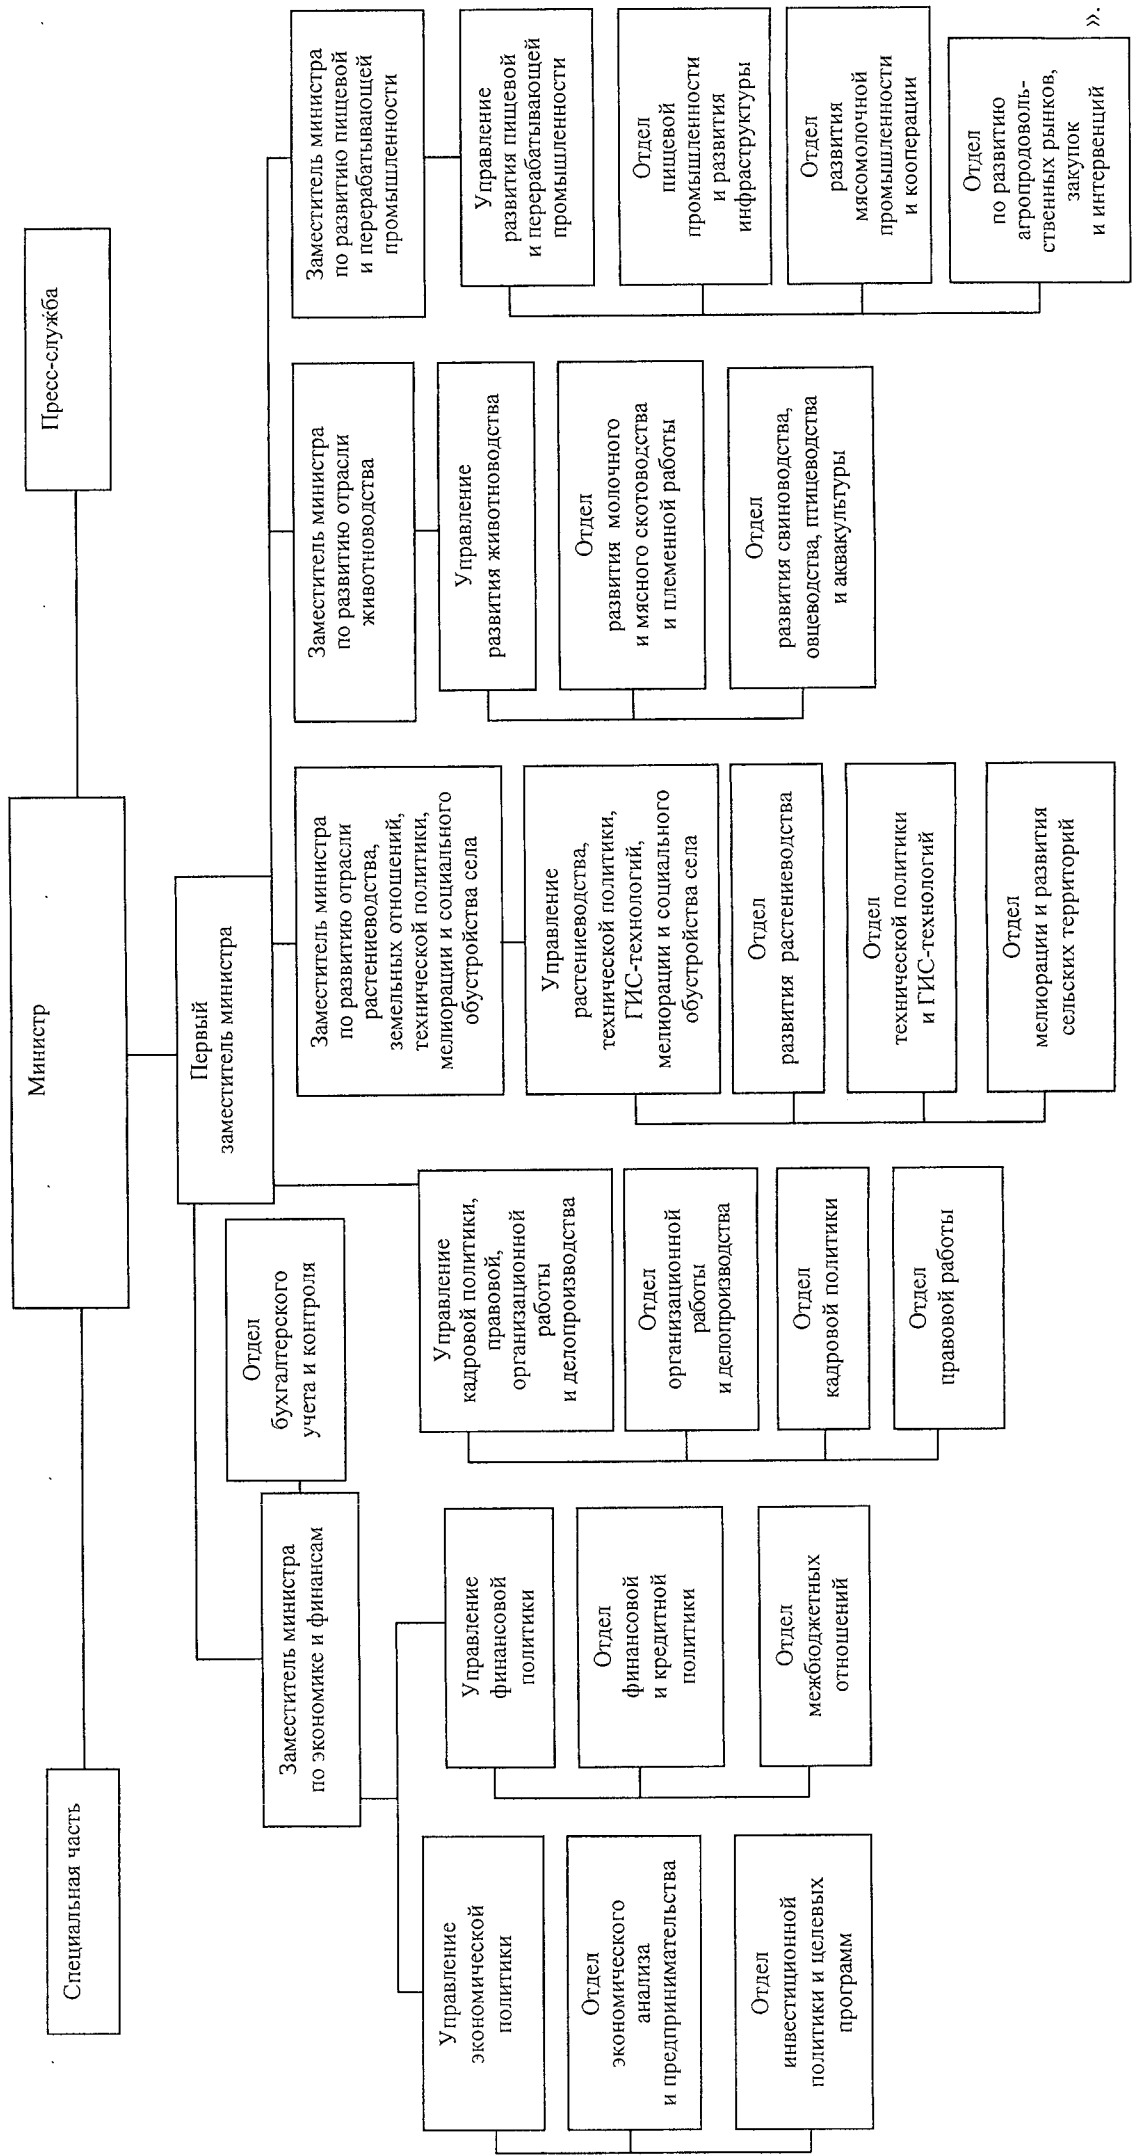 Министр
Специальная часть
Пресс-служба
Первый
заместитель министра
Отдел
бухгалтерского
учета и контроля
Заместитель министра
по экономике и финансам
Управление
экономической
политики
Отдел
экономического
анализа
и предпринимательства
Отдел
инвестиционной
политики и целевых
программ
Управление
финансовой
политики
Отдел
финансовой
и кредитной
политики
Отдел
межбюджетных
отношений
Управление
кадровой политики,
правовой,
организационной
работы
и делопроизводства
Отдел
организационной
работы
и делопроизводства
Отдел
кадровой политики
Отдел
правовой работы
Заместитель министра
по развитию отрасли
растениеводства,
земельных отношений,
технической политики,
мелиорации и социального
обустройства села
Управление
растениеводства,
технической политики,
ГИС-технологий,
мелиорации и социального
обустройства села
Отдел
развития растениеводства
Отдел
технической политики
и ГИС-технологий
Отдел
мелиорации и развития
сельских территорий
Заместитель министра
по развитию отрасли
животноводства
Управление
развития животноводства
Отдел
развития молочного
и мясного скотоводства
и племенной работы
Отдел
развития свиноводства,
овцеводства, птицеводства
и аквакультуры
Заместитель министра
по развитию пищевой
и перерабатывающей
промышленности
Управление
развития пищевой
и перерабатывающей
промышленности
Отдел
пищевой
промышленности
и развития
инфраструктуры
Отдел
развития
мясомолочной
промышленности
и кооперации
Отдел
по развитию
агропродоволь-
ственных рынков,
закупок
и интервенций
».